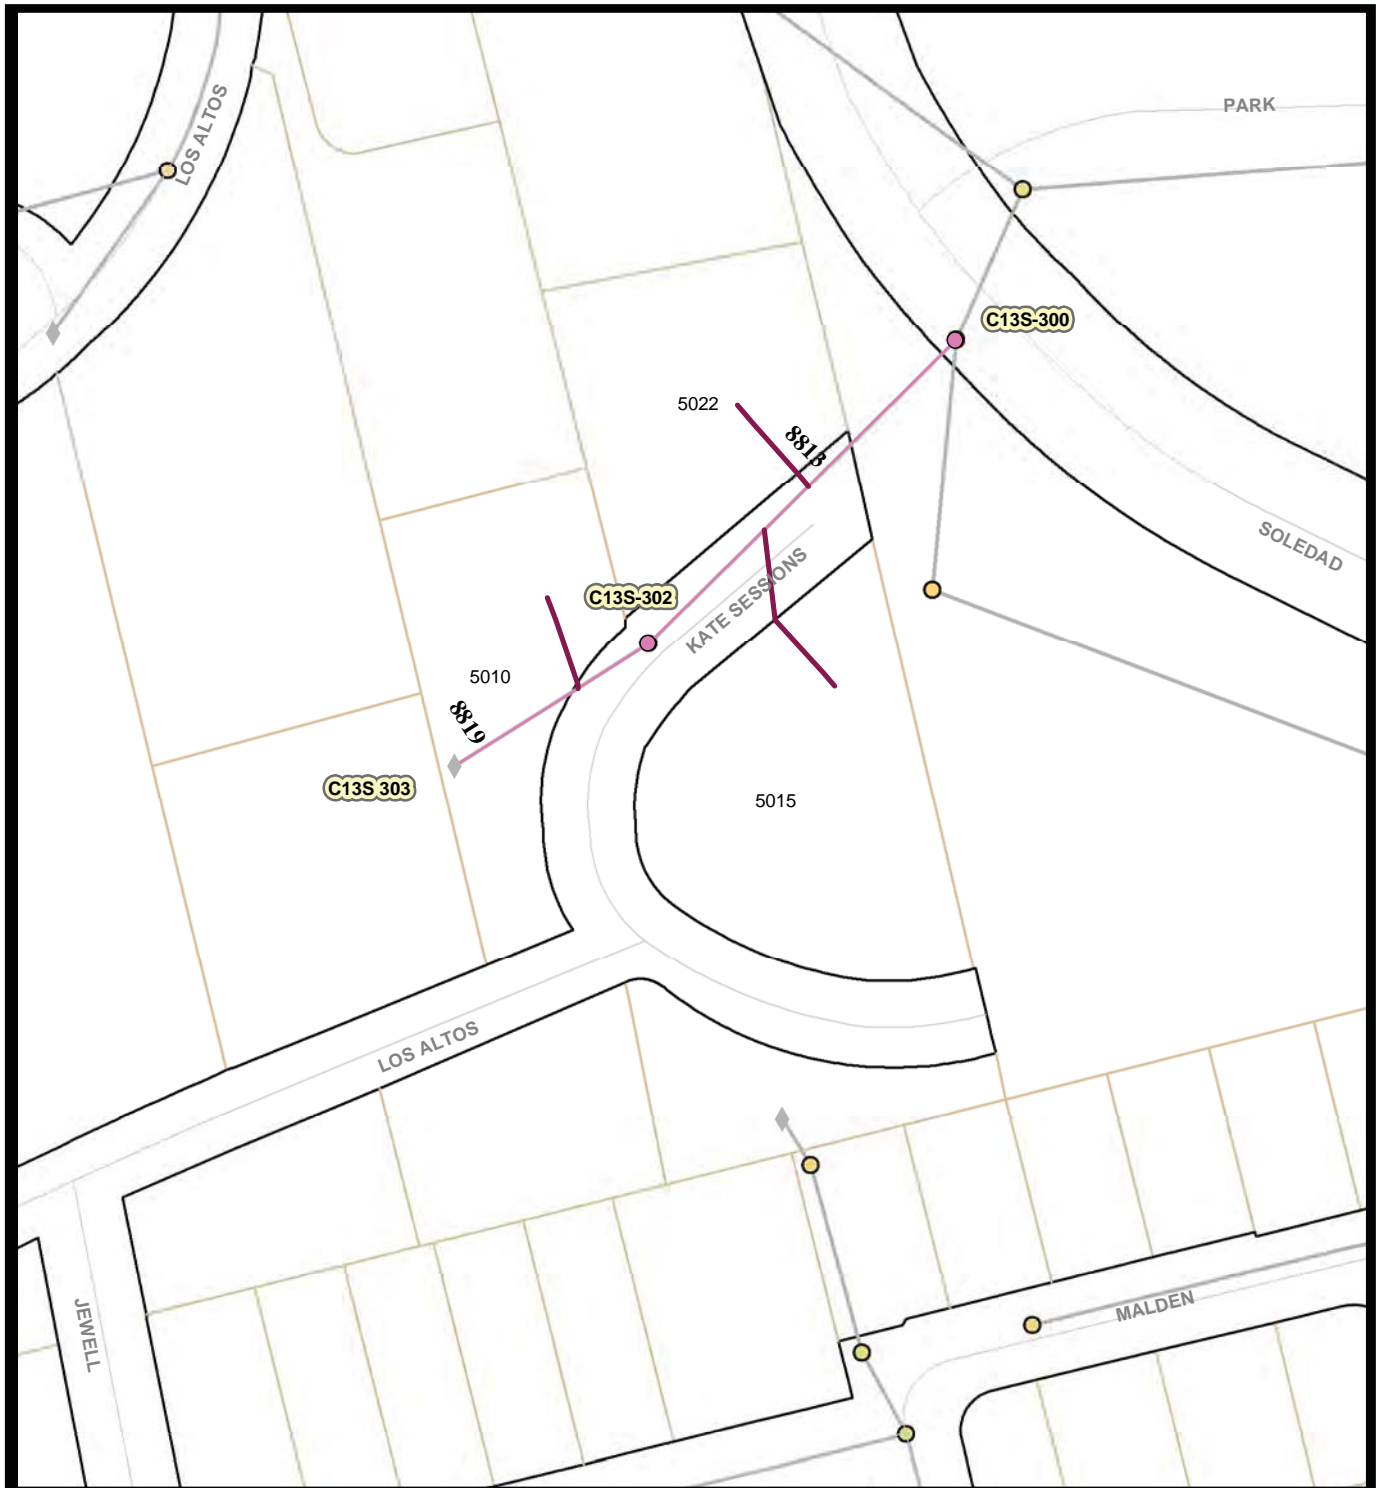 LOS ALTOS
PARK
C13S-300
5022
8813
SOLEDAD
KATE SESSIONS
C13S-302
5010
8819
C13S 303
5015
LOS ALTOS
JEWELL
MALDEN